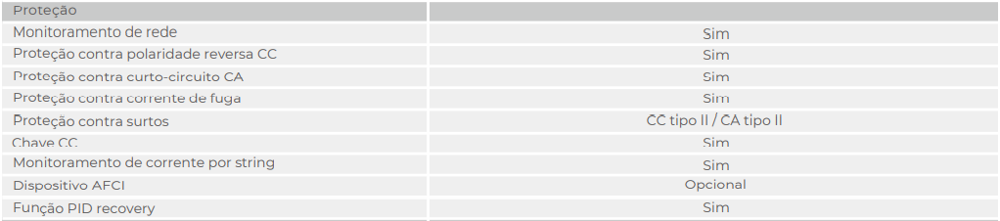 Proteção
Monitoramento de rede Sim
Proteção contra polaridade reversa CC Sim
Proteção contra curto-circuito CA Sim
Proteção contra corrente de fuga Sim
Proteção contra surtos CC tipo II / CA tipo II
Chave CC Sim
Monitoramento de corrente por string Sim
Dispositivo AFCI Opcional
Função PID recovery Sim